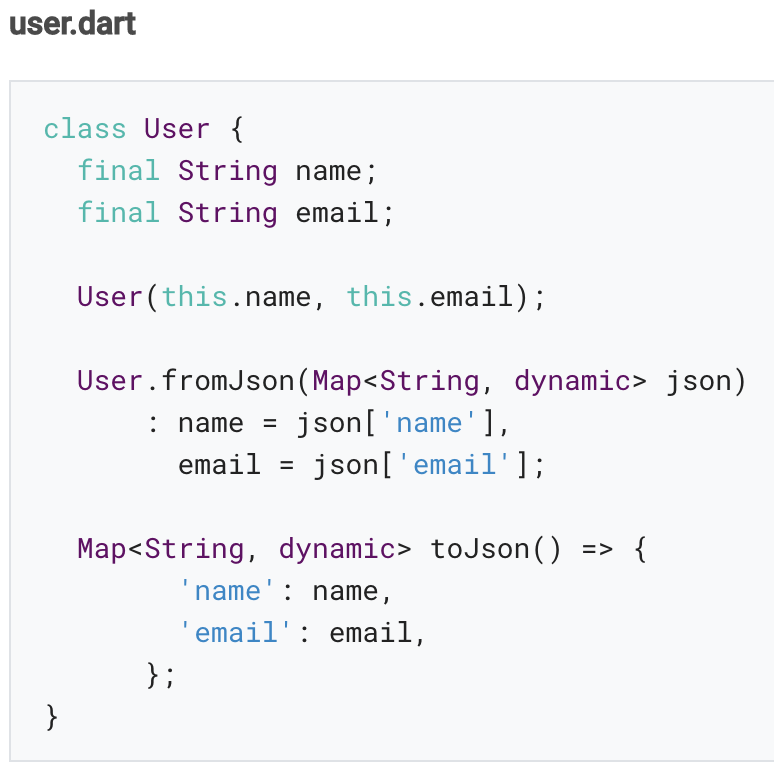 user.dart
class User {
  final String name;
  final String email;

  User(this.name, this.email);

  User.fromJson(Map<String, dynamic> json)
      : name = json['name'],
        email = json['email'];

  Map<String, dynamic> toJson() => {
        'name': name,
        'email': email,
      };
}